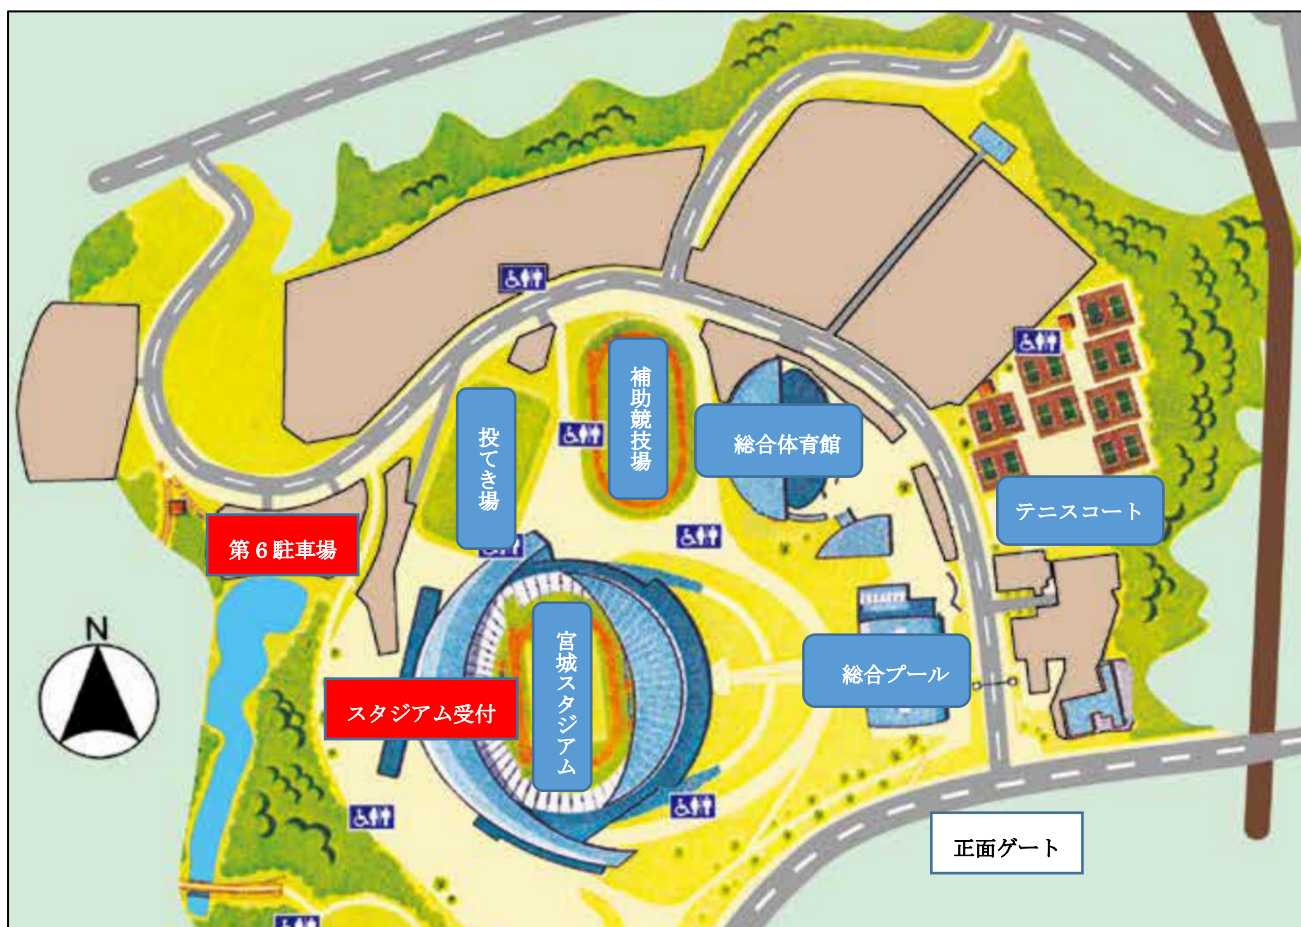 補助競技場
投てき場
総合体育館
テニスコート
第6駐車場
N
宮城スタジアム
総合プール
スタジアム受付
正面ゲート